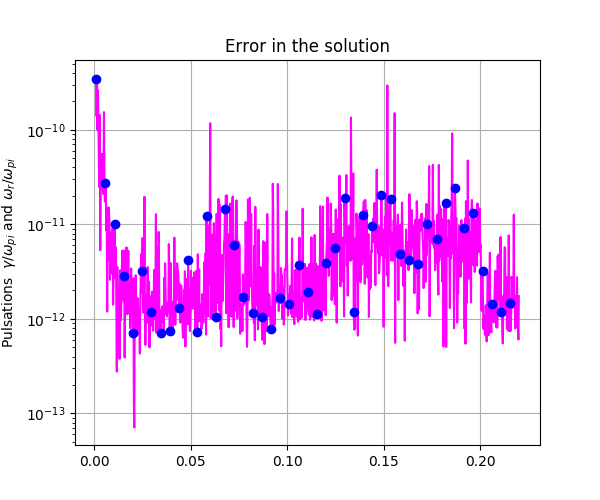 Error in the solution
Pulsations γ/ω_pi and ω_r/ω_pi
10⁻¹⁰
10⁻¹¹
10⁻¹²
10⁻¹³
0.00 0.05 0.10 0.15 0.20